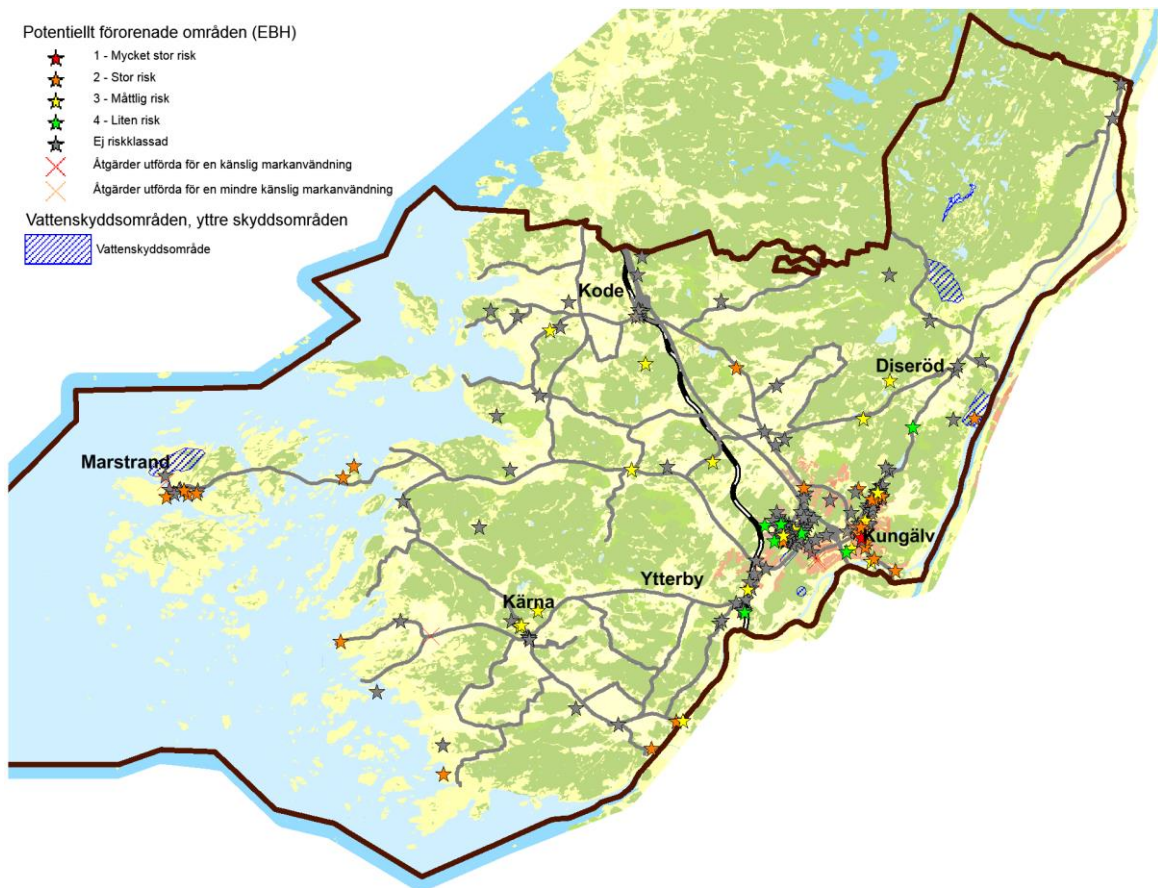 Potentiellt förorenade områden (EBH)
1 - Mycket stor risk
2 - Stor risk
3 - Måttlig risk
4 - Liten risk
Ej riskklassad
Åtgärder utförda för en känslig markanvändning
Åtgärder utförda för en mindre känslig markanvändning
Vattenskyddsområden, yttre skyddsområden
Vattenskyddsområde
Kode
Diseröd
Marstrand
Kungälv
Ytterby
Kärna